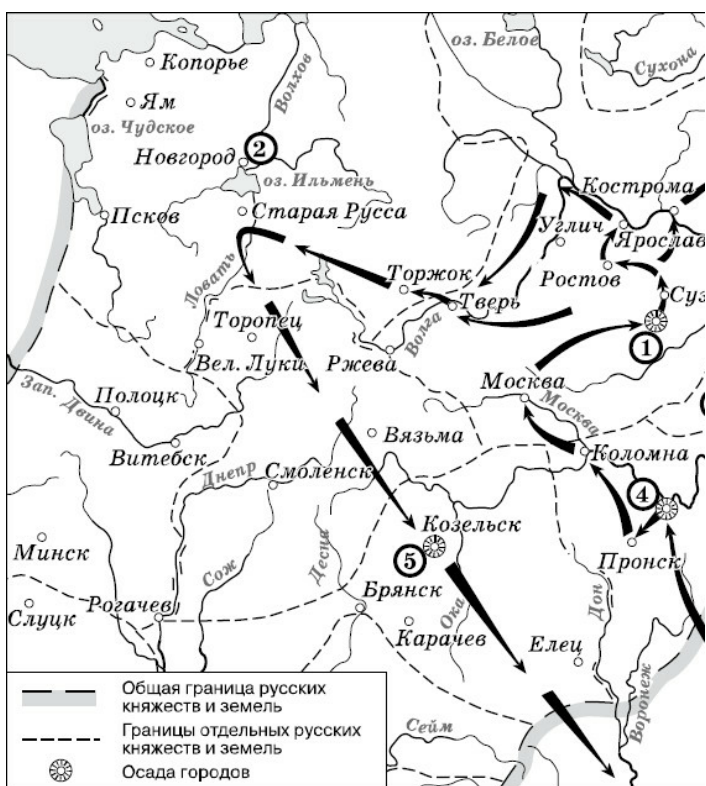 Копорье
оз. Белое
Сухона
Волхов
Ям
оз. Чудское
Новгород
2
оз. Ильмень
Кострома
Псков
Старая Русса
Углич
Ярослав
Ростов
Ловать
Торжок
Суз
Тверь
Торопец
Волга
1
Вел. Луки
Ржева
Зап. Двина
Полоцк
Москва
Москва
Вязьма
Витебск
Коломна
Днепр
Смоленск
4
Козельск
5
Минск
Сож
Десна
Пронск
Слуцк
Рогачев
Брянск
Ока
Дон
Карачев
Елец
Воронеж
Сейм
Общая граница русских
княжеств и земель
Границы отдельных русских
княжеств и земель
Осада городов